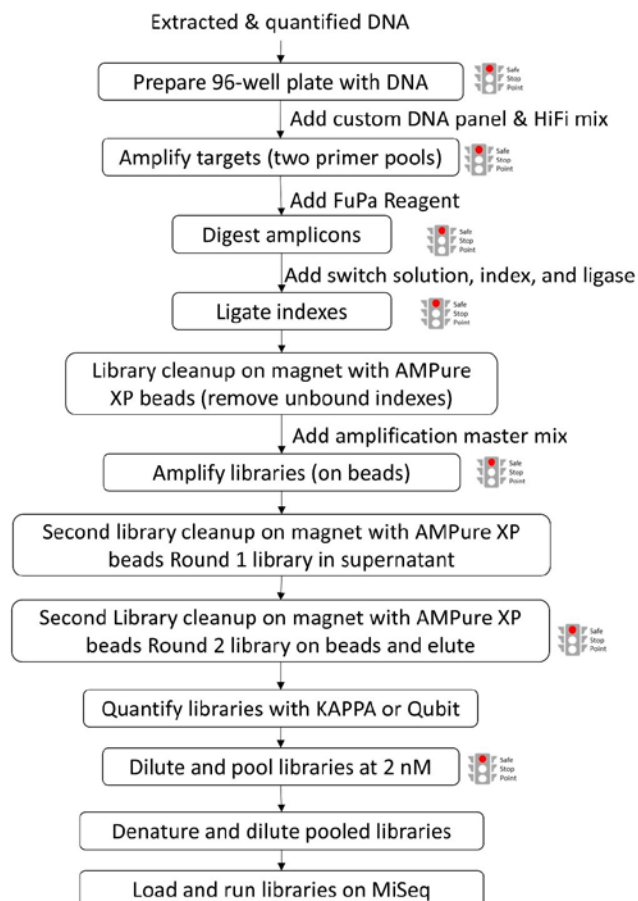 Extracted & quantified DNA
Prepare 96-well plate with DNA
Safe
Stop
Point
Add custom DNA panel & HiFi mix
Amplify targets (two primer pools)
Safe
Stop
Point
Add FuPa Reagent
Digest amplicons
Safe
Stop
Point
Add switch solution, index, and ligase
Ligate indexes
Safe
Stop
Point
Library cleanup on magnet with AMPure
XP beads (remove unbound indexes)
Add amplification master mix
Amplify libraries (on beads)
Safe
Stop
Point
Second library cleanup on magnet with AMPure XP
beads Round 1 library in supernatant
Second Library cleanup on magnet with AMPure XP
beads Round 2 library on beads and elute
Safe
Stop
Point
Quantify libraries with KAPPA or Qubit
Dilute and pool libraries at 2 nM
Safe
Stop
Point
Denature and dilute pooled libraries
Load and run libraries on MiSeq